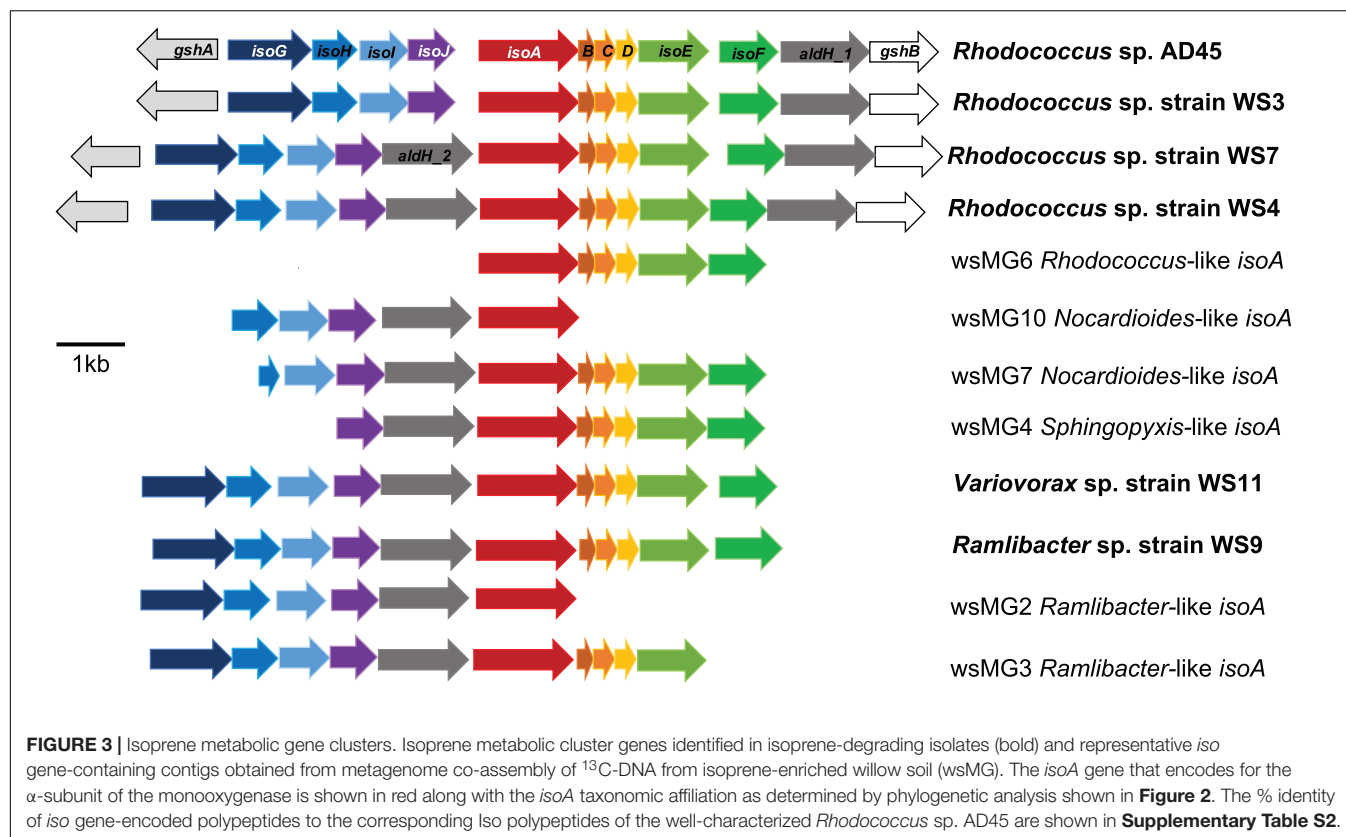 gshA isoG isoH isoI isoJ isoA B C D isoE isoF aldH_1 gshB Rhodococcus sp. AD45
Rhodococcus sp. strain WS3
aldH_2 Rhodococcus sp. strain WS7
Rhodococcus sp. strain WS4
wsMG6 Rhodococcus-like isoA
wsMG10 Nocardioides-like isoA
1kb
wsMG7 Nocardioides-like isoA
wsMG4 Sphingopyxis-like isoA
Variovorax sp. strain WS11
Ramlibacter sp. strain WS9
wsMG2 Ramlibacter-like isoA
wsMG3 Ramlibacter-like isoA
FIGURE 3 | Isoprene metabolic gene clusters. Isoprene metabolic cluster genes identified in isoprene-degrading isolates (bold) and representative iso
gene-containing contigs obtained from metagenome co-assembly of ¹³C-DNA from isoprene-enriched willow soil (wsMG). The isoA gene that encodes for the
α-subunit of the monooxygenase is shown in red along with the isoA taxonomic affiliation as determined by phylogenetic analysis shown in Figure 2. The % identity
of iso gene-encoded polypeptides to the corresponding Iso polypeptides of the well-characterized Rhodococcus sp. AD45 are shown in Supplementary Table S2.